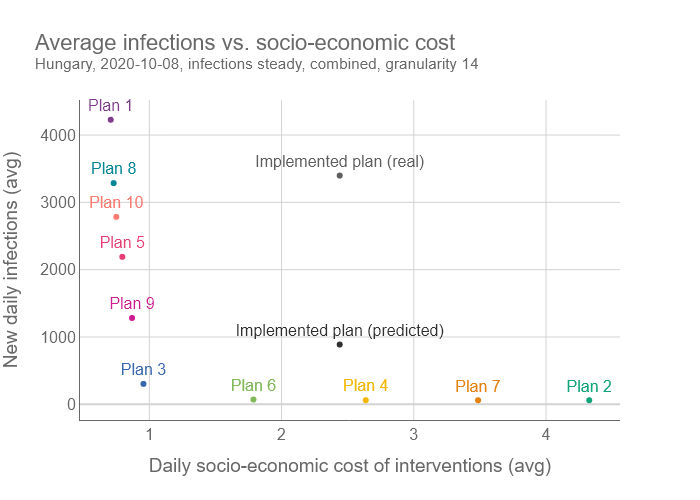 Average infections vs. socio-economic cost
Hungary, 2020-10-08, infections steady, combined, granularity 14
New daily infections (avg)
4000
3000
2000
1000
0
Plan 1
Plan 8
Implemented plan (real)
Plan 10
Plan 5
Plan 9
Implemented plan (predicted)
Plan 3
Plan 6
Plan 4
Plan 7
Plan 2
1
2
3
4
Daily socio-economic cost of interventions (avg)